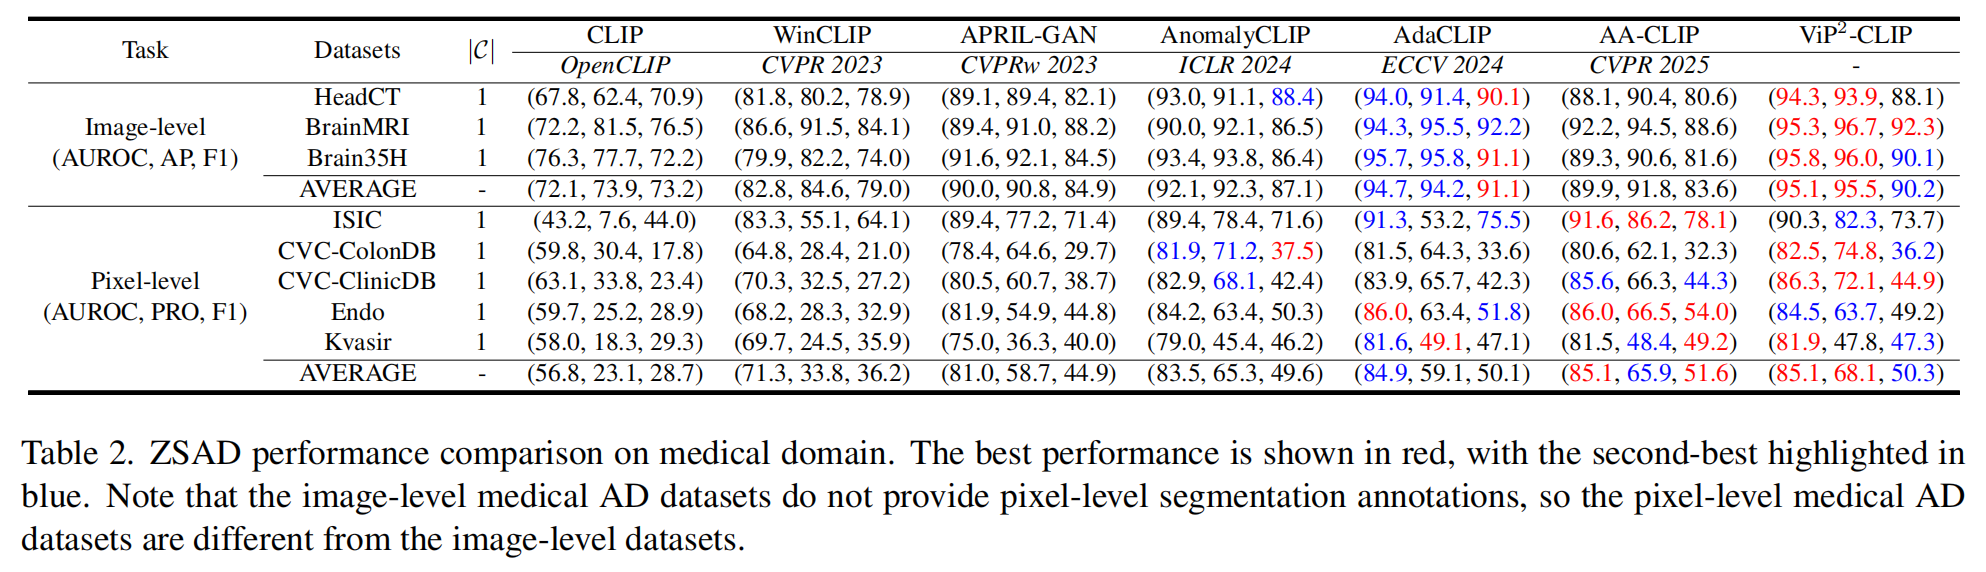 Task Datasets |C| CLIP WinCLIP APRIL-GAN AnomalyCLIP AdaCLIP AA-CLIP ViP²-CLIP
OpenCLIP CVPR 2023 CVPRw 2023 ICLR 2024 ECCV 2024 CVPR 2025 -
Image-level (AUROC, AP, F1)
HeadCT 1 (67.8, 62.4, 70.9) (81.8, 80.2, 78.9) (89.1, 89.4, 82.1) (93.0, 91.1, 88.4) (94.0, 91.4, 90.1) (88.1, 90.4, 80.6) (94.3, 93.9, 88.1)
BrainMRI 1 (72.2, 81.5, 76.5) (86.6, 91.5, 84.1) (89.4, 91.0, 88.2) (90.0, 92.1, 86.5) (94.3, 95.5, 92.2) (92.2, 94.5, 88.6) (95.3, 96.7, 92.3)
Brain35H 1 (76.3, 77.7, 72.2) (79.9, 82.2, 74.0) (91.6, 92.1, 84.5) (93.4, 93.8, 86.4) (95.7, 95.8, 91.1) (89.3, 90.6, 81.6) (95.8, 96.0, 90.1)
AVERAGE - (72.1, 73.9, 73.2) (82.8, 84.6, 79.0) (90.0, 90.8, 84.9) (92.1, 92.3, 87.1) (94.7, 94.2, 91.1) (89.9, 91.8, 83.6) (95.1, 95.5, 90.2)
Pixel-level (AUROC, PRO, F1)
ISIC 1 (43.2, 7.6, 44.0) (83.3, 55.1, 64.1) (89.4, 77.2, 71.4) (89.4, 78.4, 71.6) (91.3, 53.2, 75.5) (91.6, 86.2, 78.1) (90.3, 82.3, 73.7)
CVC-ColonDB 1 (59.8, 30.4, 17.8) (64.8, 28.4, 21.0) (78.4, 64.6, 29.7) (81.9, 71.2, 37.5) (81.5, 64.3, 33.6) (80.6, 62.1, 32.3) (82.5, 74.8, 36.2)
CVC-ClinicDB 1 (63.1, 33.8, 23.4) (70.3, 32.5, 27.2) (80.5, 60.7, 38.7) (82.9, 68.1, 42.4) (83.9, 65.7, 42.3) (85.6, 66.3, 44.3) (86.3, 72.1, 44.9)
Endo 1 (59.7, 25.2, 28.9) (68.2, 28.3, 32.9) (81.9, 54.9, 44.8) (84.2, 63.4, 50.3) (86.0, 63.4, 51.8) (86.0, 66.5, 54.0) (84.5, 63.7, 49.2)
Kvasir 1 (58.0, 18.3, 29.3) (69.7, 24.5, 35.9) (75.0, 36.3, 40.0) (79.0, 45.4, 46.2) (81.6, 49.1, 47.1) (81.5, 48.4, 49.2) (81.9, 47.8, 47.3)
AVERAGE - (56.8, 23.1, 28.7) (71.3, 33.8, 36.2) (81.0, 58.7, 44.9) (83.5, 65.3, 49.6) (84.9, 59.1, 50.1) (85.1, 65.9, 51.6) (85.1, 68.1, 50.3)
Table 2. ZSAD performance comparison on medical domain. The best performance is shown in red, with the second-best highlighted in
blue. Note that the image-level medical AD datasets do not provide pixel-level segmentation annotations, so the pixel-level medical AD
datasets are different from the image-level datasets.